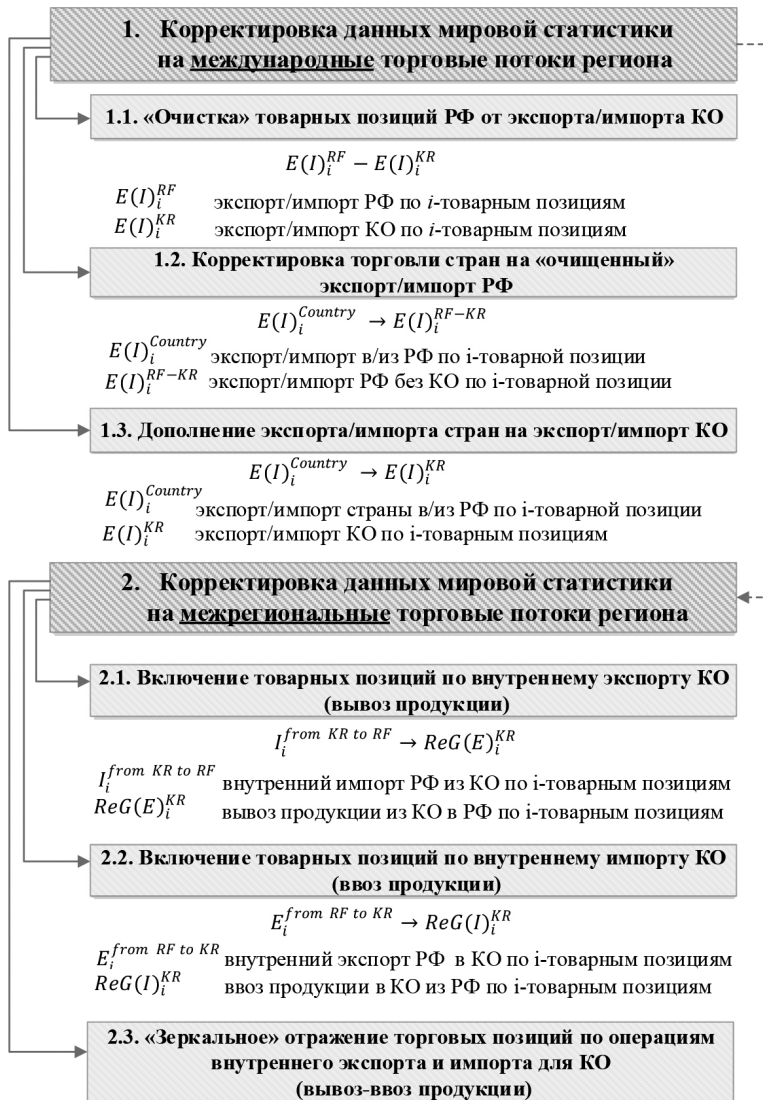 1. Корректировка данных мировой статистики
на международные торговые потоки региона
1.1. «Очистка» товарных позиций РФ от экспорта/импорта КО
E(I)_i^{RF} − E(I)_i^{KR}
E(I)_i^{RF} экспорт/импорт РФ по i-товарным позициям
E(I)_i^{KR} экспорт/импорт КО по i-товарным позициям
1.2. Корректировка торговли стран на «очищенный»
экспорт/импорт РФ
E(I)_i^{Country} → E(I)_i^{RF−KR}
E(I)_i^{Country} экспорт/импорт в/из РФ по i-товарной позиции
E(I)_i^{RF−KR} экспорт/импорт РФ без КО по i-товарной позиции
1.3. Дополнение экспорта/импорта стран на экспорт/импорт КО
E(I)_i^{Country} → E(I)_i^{KR}
E(I)_i^{Country} экспорт/импорт страны в/из РФ по i-товарной позиции
E(I)_i^{KR} экспорт/импорт КО по i-товарным позициям
2. Корректировка данных мировой статистики
на межрегиональные торговые потоки региона
2.1. Включение товарных позиций по внутреннему экспорту КО
(вывоз продукции)
I_i^{from KR to RF} → ReG(E)_i^{KR}
I_i^{from KR to RF} внутренний импорт РФ из КО по i-товарным позициям
ReG(E)_i^{KR} вывоз продукции из КО в РФ по i-товарным позициям
2.2. Включение товарных позиций по внутреннему импорту КО
(ввоз продукции)
E_i^{from RF to KR} → ReG(I)_i^{KR}
E_i^{from RF to KR} внутренний экспорт РФ в КО по i-товарным позициям
ReG(I)_i^{KR} ввоз продукции в КО из РФ по i-товарным позициям
2.3. «Зеркальное» отражение торговых позиций по операциям
внутреннего экспорта и импорта для КО
(вывоз-ввоз продукции)